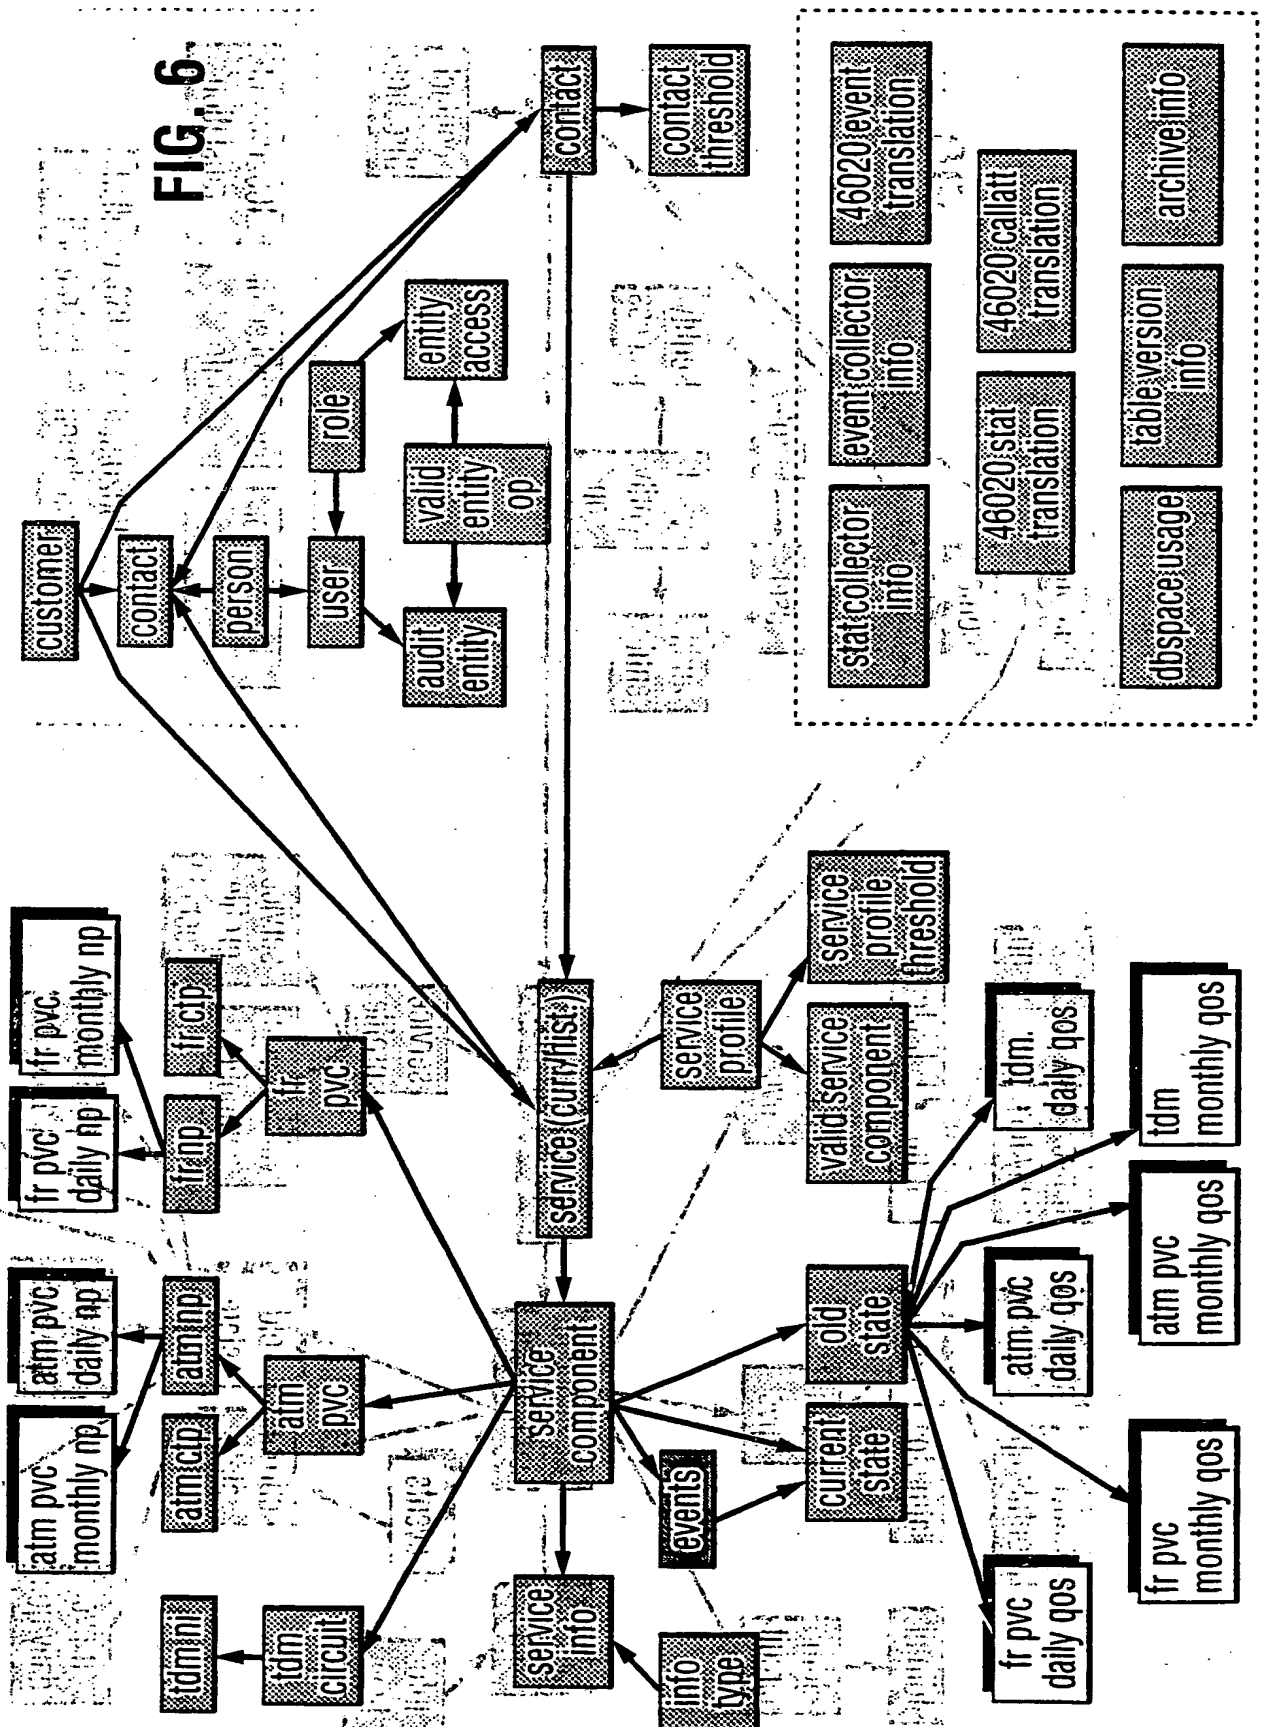 FIG. 6
customer
contact
person
user
role
audit
entity
valid
entity
op
entity
access
contact
contact
threshold
fr pvc
monthly np
fr pvc
daily np
atm pvc
daily np
atm pvc
monthly np
fr ctp
fr np
atm np
atm ctp
tdm ni
fr
pvc
atm
pvc
tdm
circuit
service (curr/hist)
service
component
service
info
info
type
events
service
profile
service
profile
threshold
valid service
component
old
state
current
state
tdm
daily qos
tdm
monthly qos
atm pvc
daily qos
atm pvc
monthly qos
fr pvc
daily qos
fr pvc
monthly qos
stat collector
info
event collector
info
46020 event
translation
46020 stat
translation
46020 callatt
translation
dbspace usage
table version
info
archive info